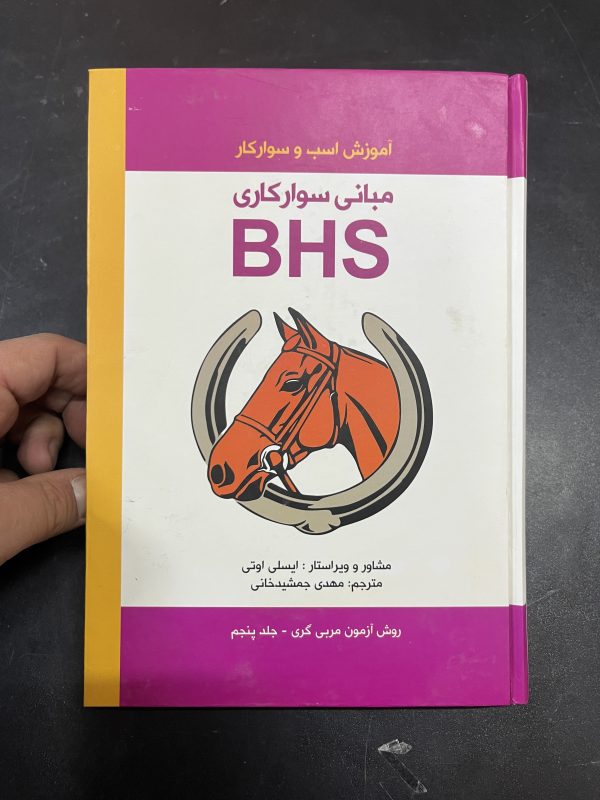 آموزش اسب و سوارکار
مبانی سوارکاری
BHS
مشاور و ویراستار : ایسلی اوتی
مترجم: مهدی جمشیدخانی
روش آزمون مربی گری - جلد پنجم